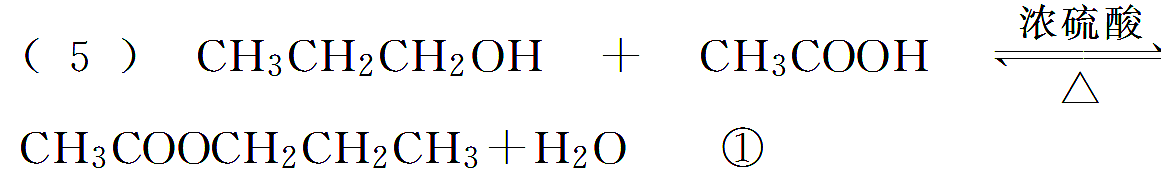 (5) CH₃CH₂CH₂OH + CH₃COOH ⇌ 浓硫酸 △
CH₃COOCH₂CH₂CH₃+H₂O ①